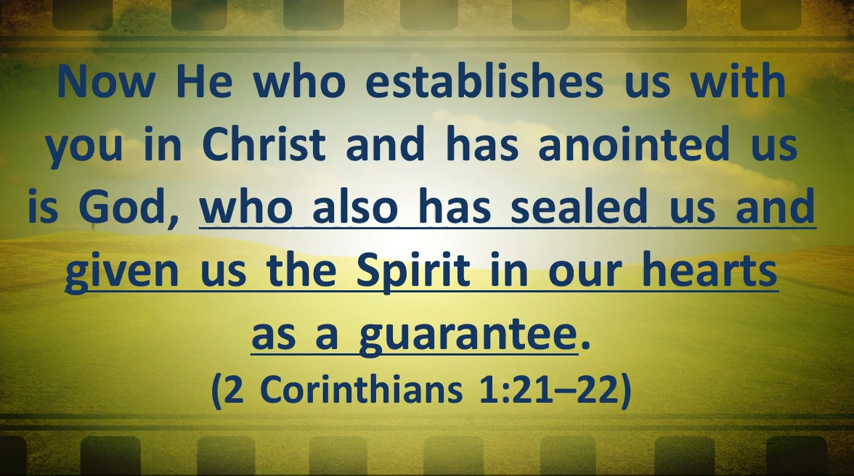 Now He who establishes us with
you in Christ and has anointed us
is God, who also has sealed us and
given us the Spirit in our hearts
as a guarantee.
(2 Corinthians 1:21–22)